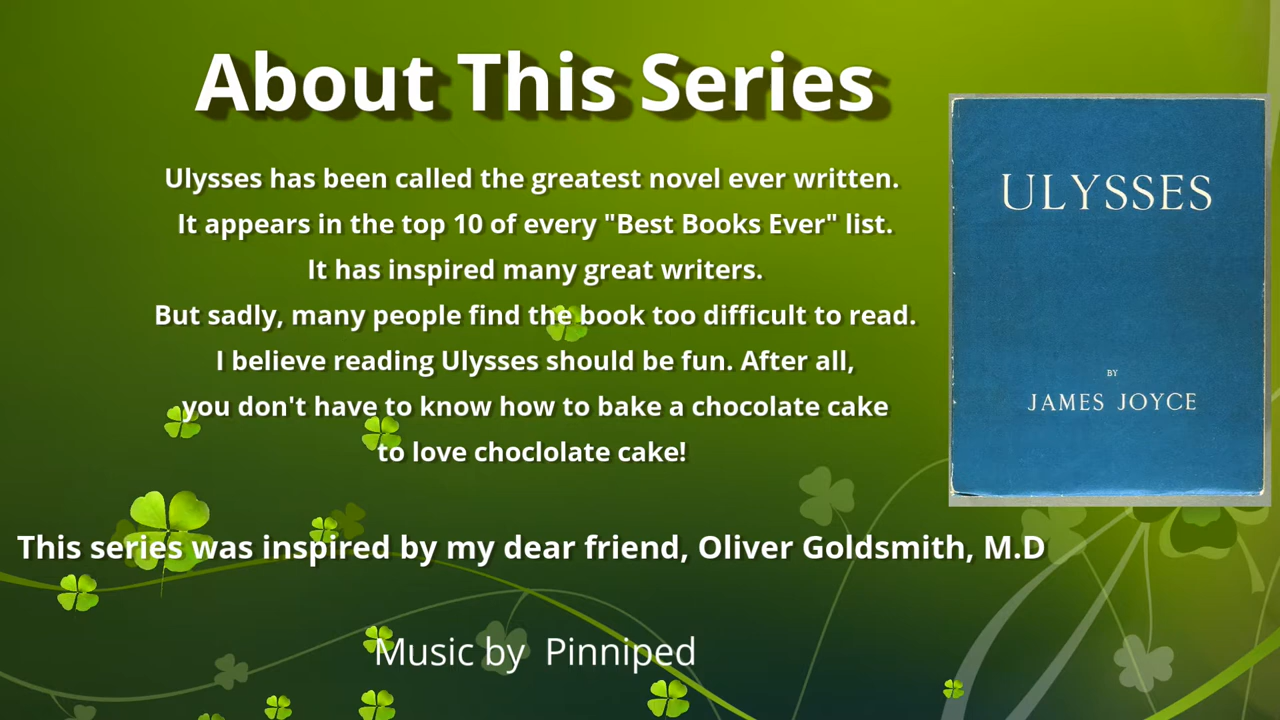 About This Series
Ulysses has been called the greatest novel ever written.
It appears in the top 10 of every "Best Books Ever" list.
It has inspired many great writers.
But sadly, many people find the book too difficult to read.
I believe reading Ulysses should be fun. After all,
you don't have to know how to bake a chocolate cake
to love choclolate cake!
This series was inspired by my dear friend, Oliver Goldsmith, M.D
Music by Pinniped
ULYSSES
BY
JAMES JOYCE